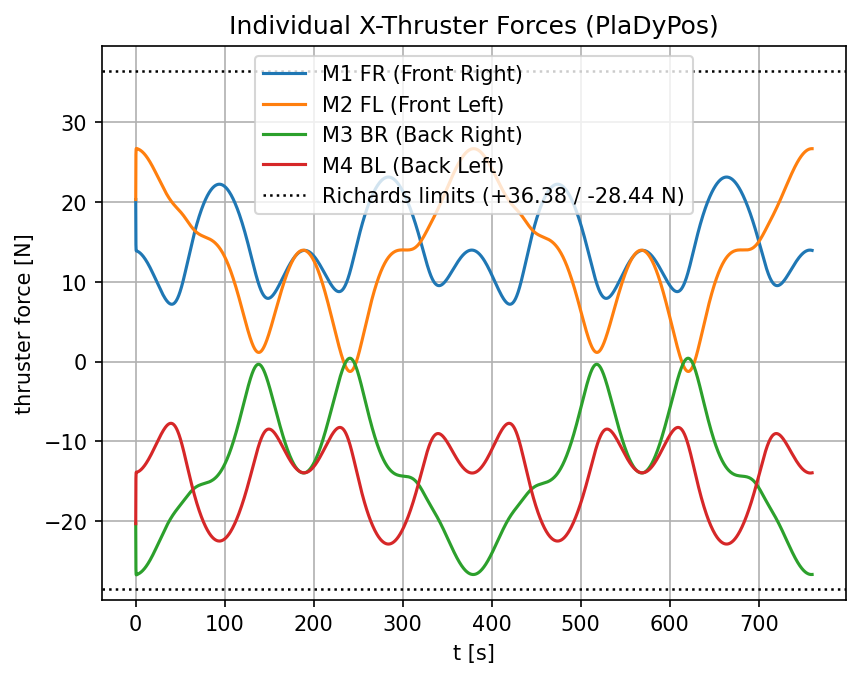 Individual X-Thruster Forces (PlaDyPos)
M1 FR (Front Right)
M2 FL (Front Left)
M3 BR (Back Right)
M4 BL (Back Left)
Richards limits (+36.38 / -28.44 N)
thruster force [N]
30
20
10
0
−10
−20
0 100 200 300 400 500 600 700
t [s]